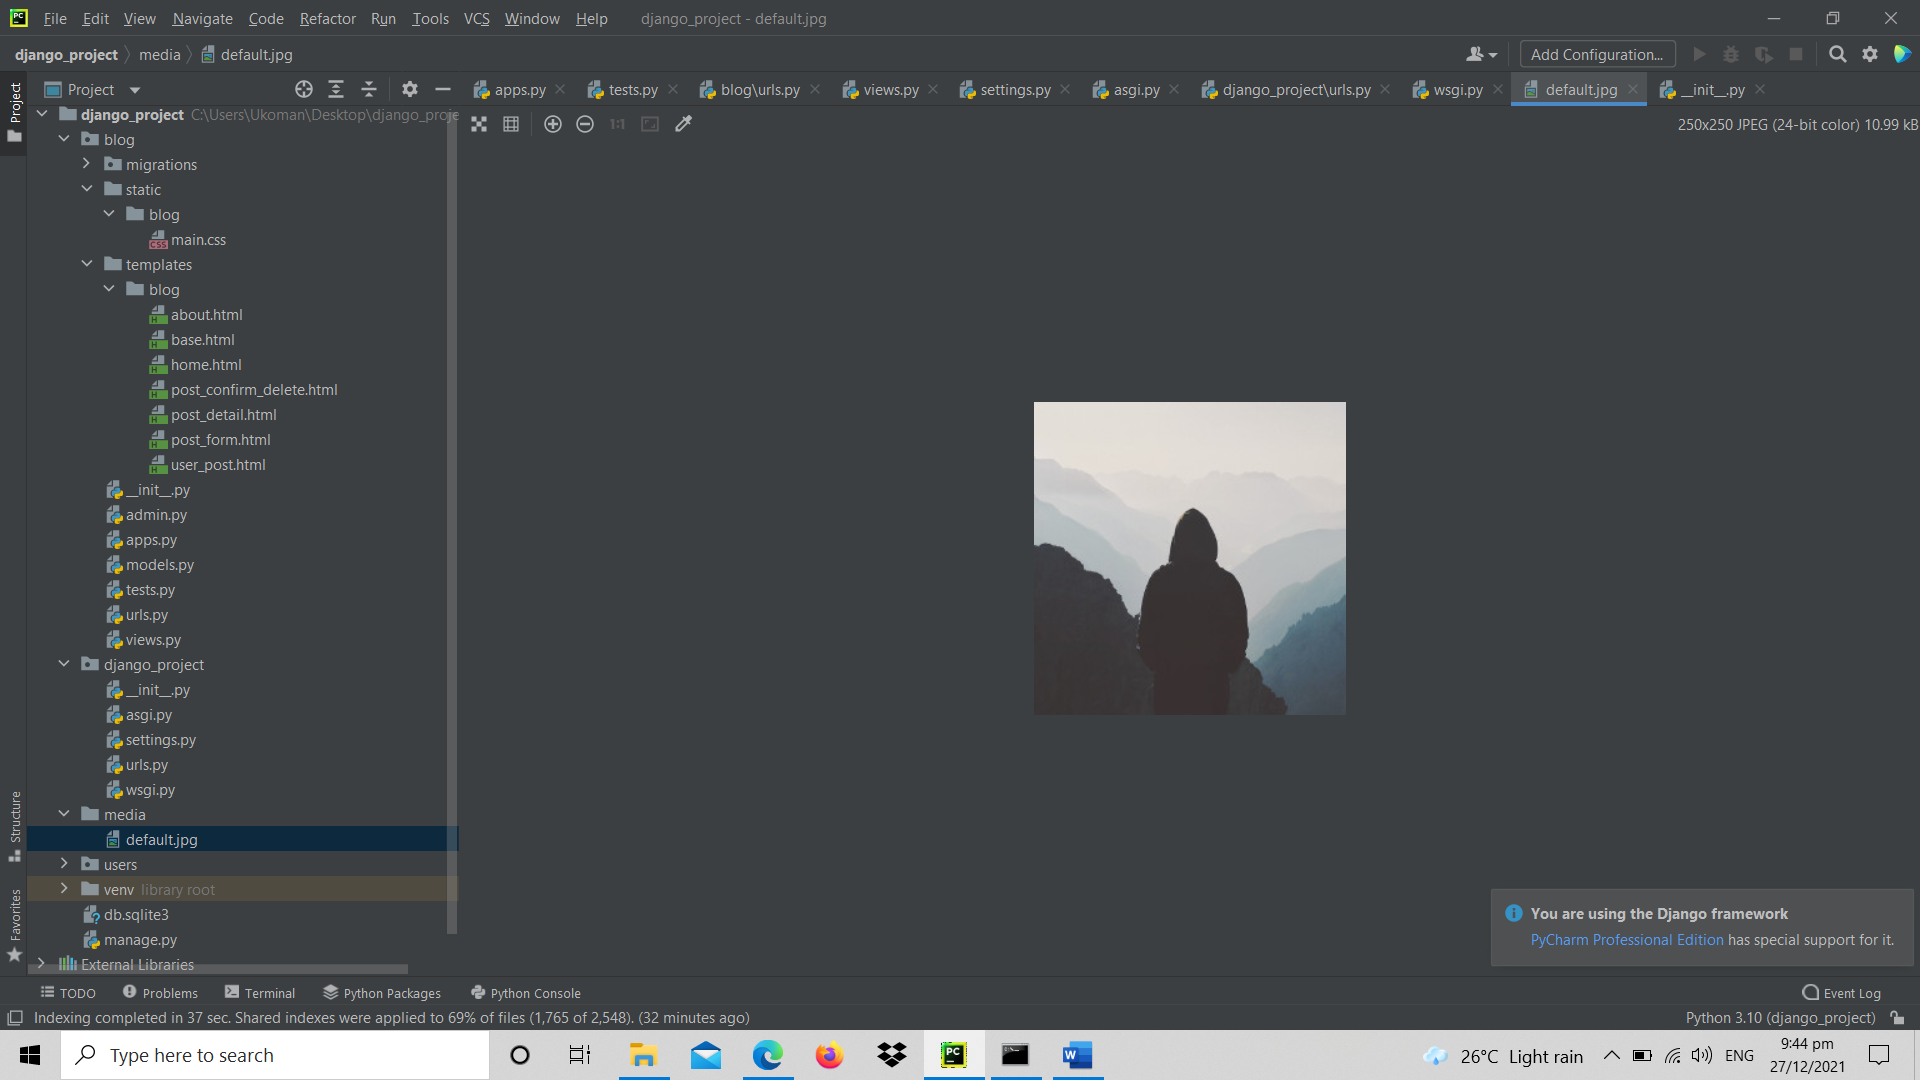 File Edit View Navigate Code Refactor Run Tools VCS Window Help django_project - default.jpg
django_project media default.jpg Add Configuration...
Project apps.py tests.py blog\urls.py views.py settings.py asgi.py django_project\urls.py wsgi.py default.jpg __init__.py
Project
django_project C:\Users\Ukoman\Desktop\django_proje
1:1 250x250 JPEG (24-bit color) 10.99 kB
blog
migrations
static
blog
main.css
templates
blog
about.html
base.html
home.html
post_confirm_delete.html
post_detail.html
post_form.html
user_post.html
__init__.py
admin.py
apps.py
models.py
tests.py
urls.py
views.py
django_project
__init__.py
asgi.py
settings.py
urls.py
wsgi.py
media
default.jpg
users
venv library root
db.sqlite3
manage.py
External Libraries
Structure
Favorites
You are using the Django framework
PyCharm Professional Edition has special support for it.
TODO Problems Terminal Python Packages Python Console Event Log
Indexing completed in 37 sec. Shared indexes were applied to 69% of files (1,765 of 2,548). (32 minutes ago) Python 3.10 (django_project)
Type here to search 26°C Light rain ENG 9:44 pm
27/12/2021